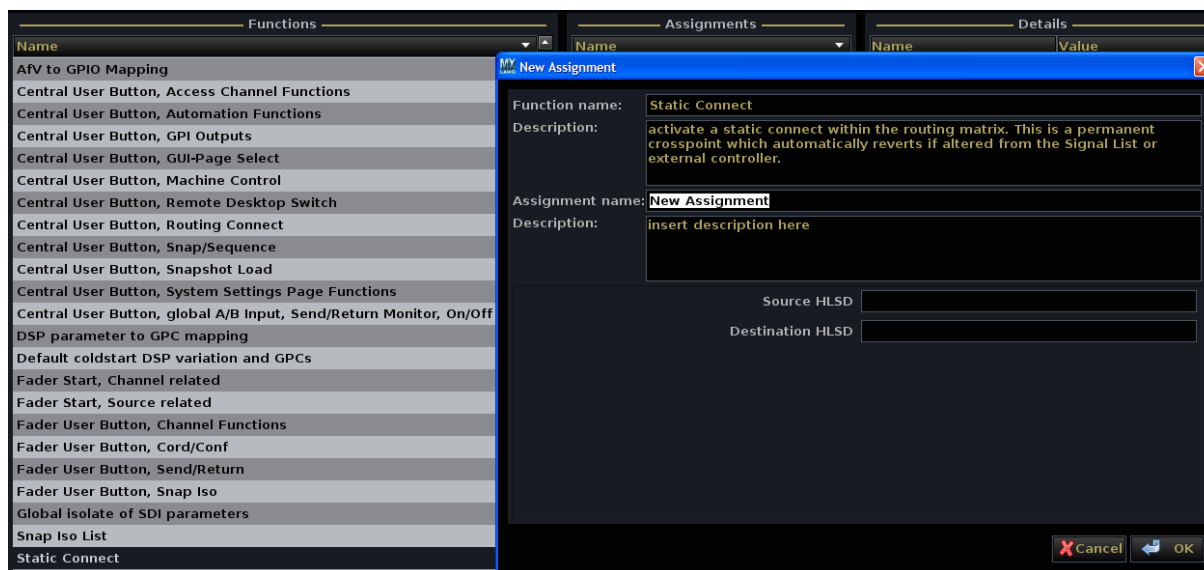 Functions
Assignments
Details
Name
Name
Name
Value
AfV to GPIO Mapping
Central User Button, Access Channel Functions
Central User Button, Automation Functions
Central User Button, GPI Outputs
Central User Button, GUI-Page Select
Central User Button, Machine Control
Central User Button, Remote Desktop Switch
Central User Button, Routing Connect
Central User Button, Snap/Sequence
Central User Button, Snapshot Load
Central User Button, System Settings Page Functions
Central User Button, global A/B Input, Send/Return Monitor, On/Off
DSP parameter to GPC mapping
Default coldstart DSP variation and GPCs
Fader Start, Channel related
Fader Start, Source related
Fader User Button, Channel Functions
Fader User Button, Cord/Conf
Fader User Button, Send/Return
Fader User Button, Snap Iso
Global isolate of SDI parameters
Snap Iso List
Static Connect
New Assignment
Function name: Static Connect
Description: activate a static connect within the routing matrix. This is a permanent
crosspoint which automatically reverts if altered from the Signal List or
external controller.
Assignment name: New Assignment
Description: insert description here
Source HLSD
Destination HLSD
Cancel
OK